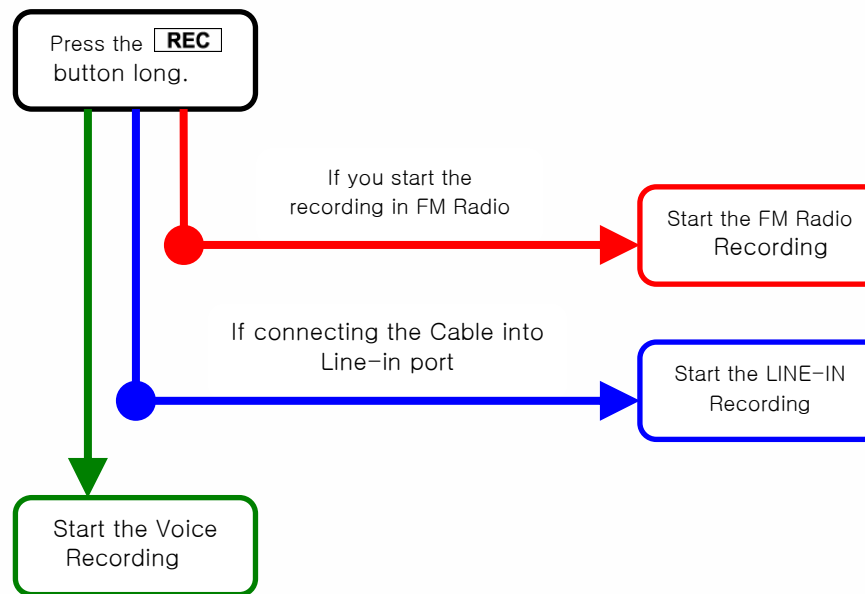 Press the REC
button long.
If you start the
recording in FM Radio
Start the FM Radio
Recording
If connecting the Cable into
Line-in port
Start the LINE-IN
Recording
Start the Voice
Recording